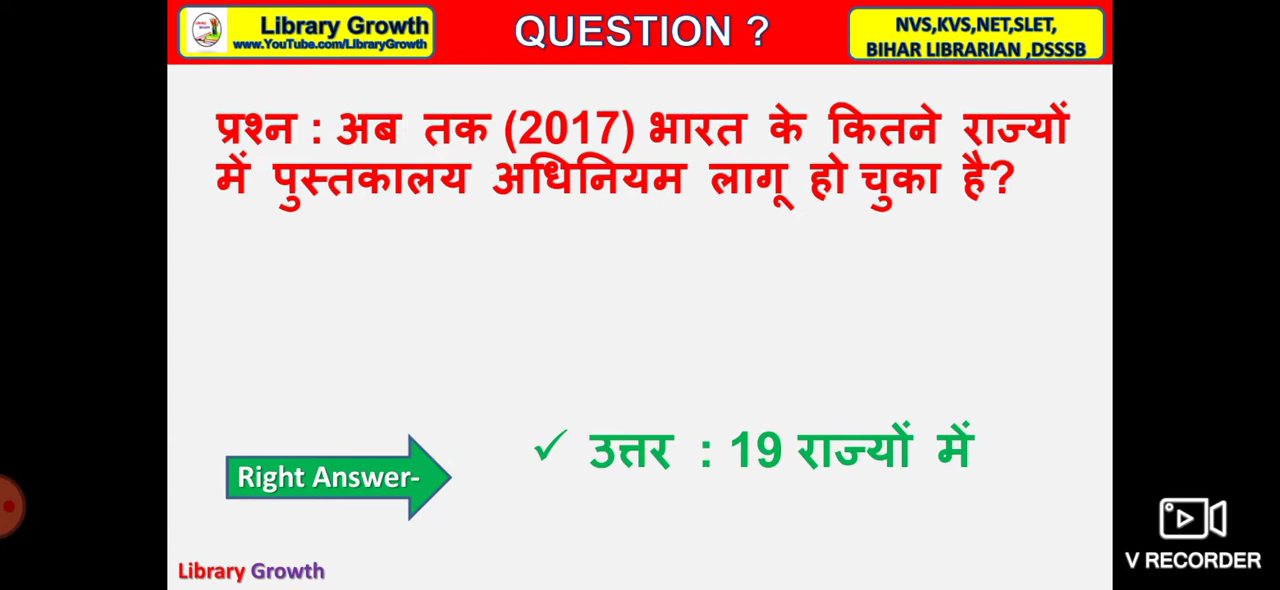 Library Growth
www.YouTube.com/LibraryGrowth
QUESTION ?
NVS,KVS,NET,SLET,
BIHAR LIBRARIAN ,DSSSB
प्रश्न : अब तक (2017) भारत के कितने राज्यों
में पुस्तकालय अधिनियम लागू हो चुका है?
Right Answer-
✓ उत्तर : 19 राज्यों में
Library Growth
V RECORDER